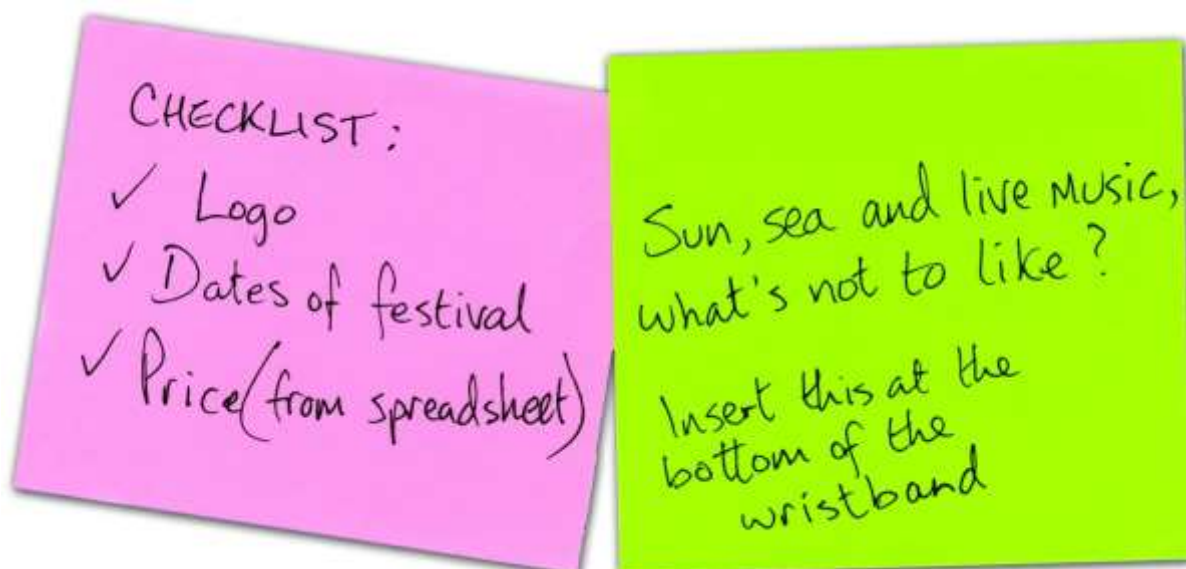 CHECKLIST:
✓ Logo
✓ Dates of festival
✓ Price (from spreadsheet)
Sun, sea and live music,
what's not to like?
Insert this at the
bottom of the
wristband